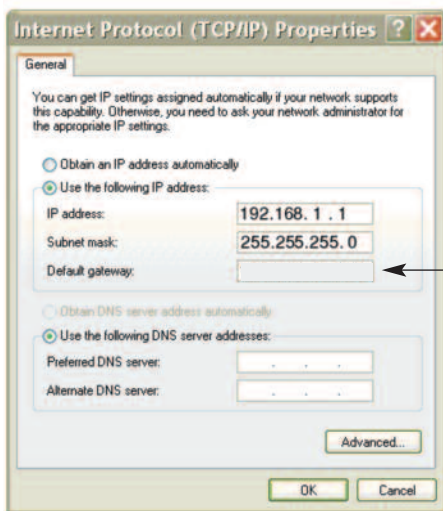 Internet Protocol (TCP/IP) Properties
General
You can get IP settings assigned automatically if your network supports
this capability. Otherwise, you need to ask your network administrator for
the appropriate IP settings.
Obtain an IP address automatically
Use the following IP address:
IP address: 192.168. 1 . 1
Subnet mask: 255.255.255. 0
Default gateway:
Obtain DNS server address automatically
Use the following DNS server addresses:
Preferred DNS server: . . .
Alternate DNS server: . . .
Advanced...
OK Cancel